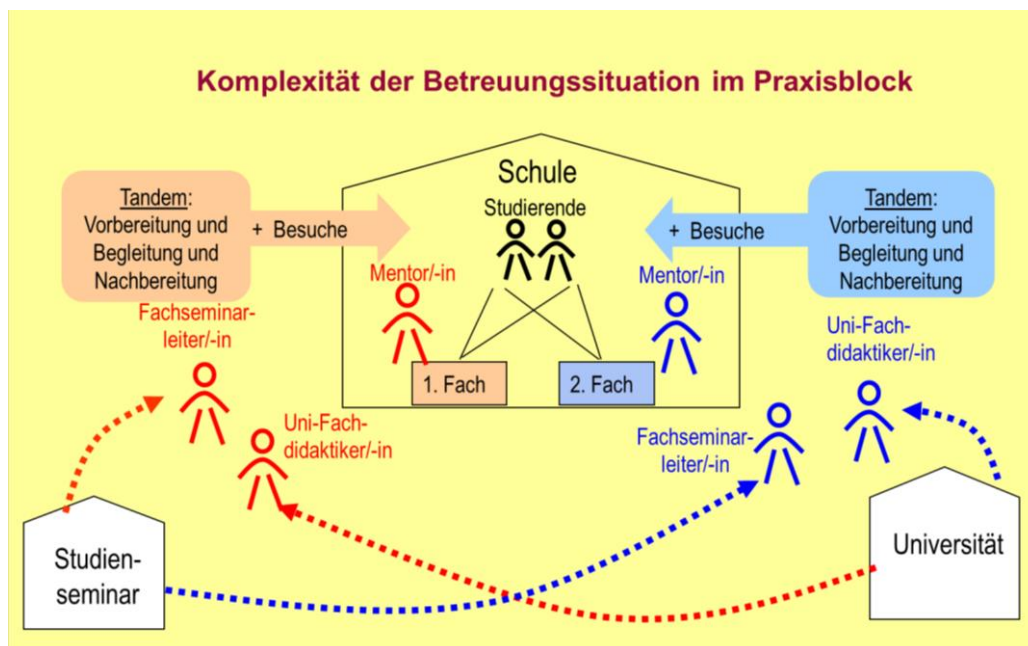 Komplexität der Betreuungssituation im Praxisblock
Schule
Studierende
Tandem:
Vorbereitung und
Begleitung und
Nachbereitung
+ Besuche
+ Besuche
Tandem:
Vorbereitung und
Begleitung und
Nachbereitung
Mentor/-in
Mentor/-in
Fachseminar-
leiter/-in
Uni-Fach-
didaktiker/-in
1. Fach
2. Fach
Uni-Fach-
didaktiker/-in
Fachseminar-
leiter/-in
Studien-
seminar
Universität